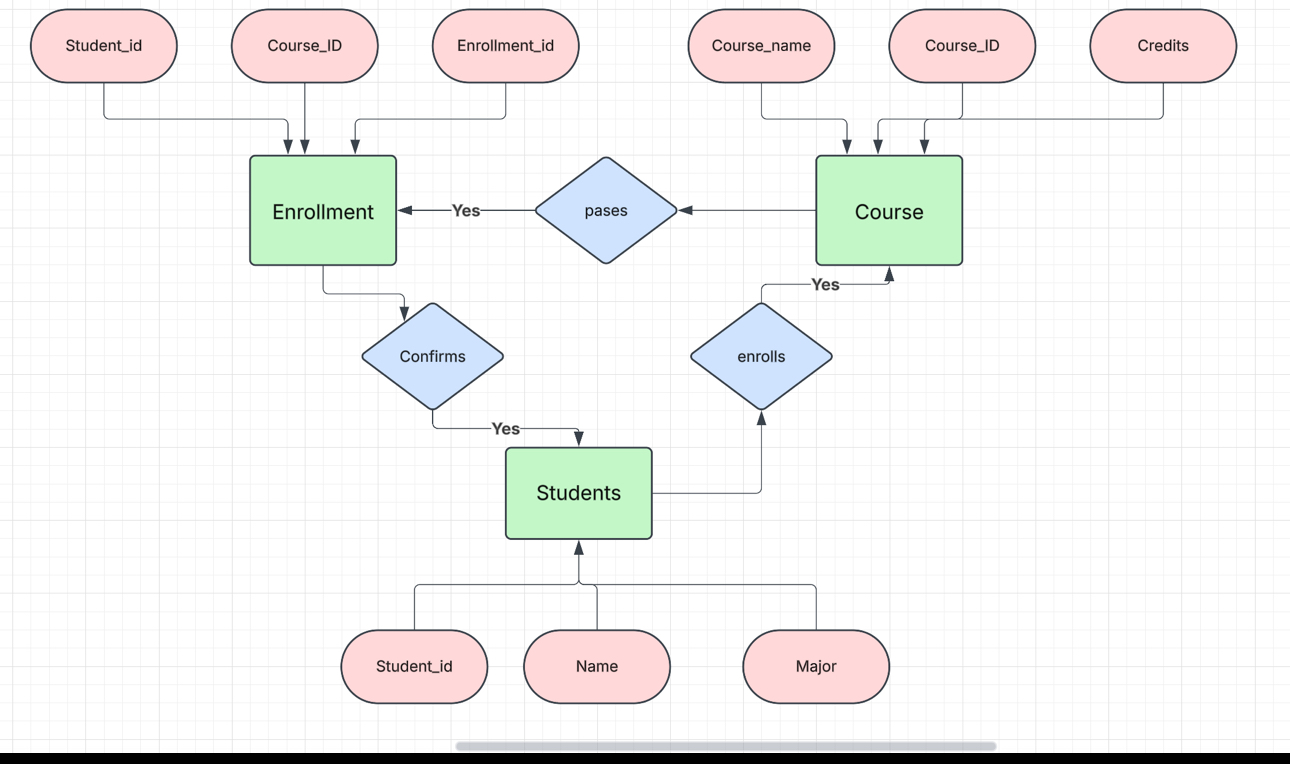 Student_id
Course_ID
Enrollment_id
Course_name
Course_ID
Credits
Enrollment
Yes
pases
Course
Yes
Confirms
enrolls
Yes
Students
Student_id
Name
Major